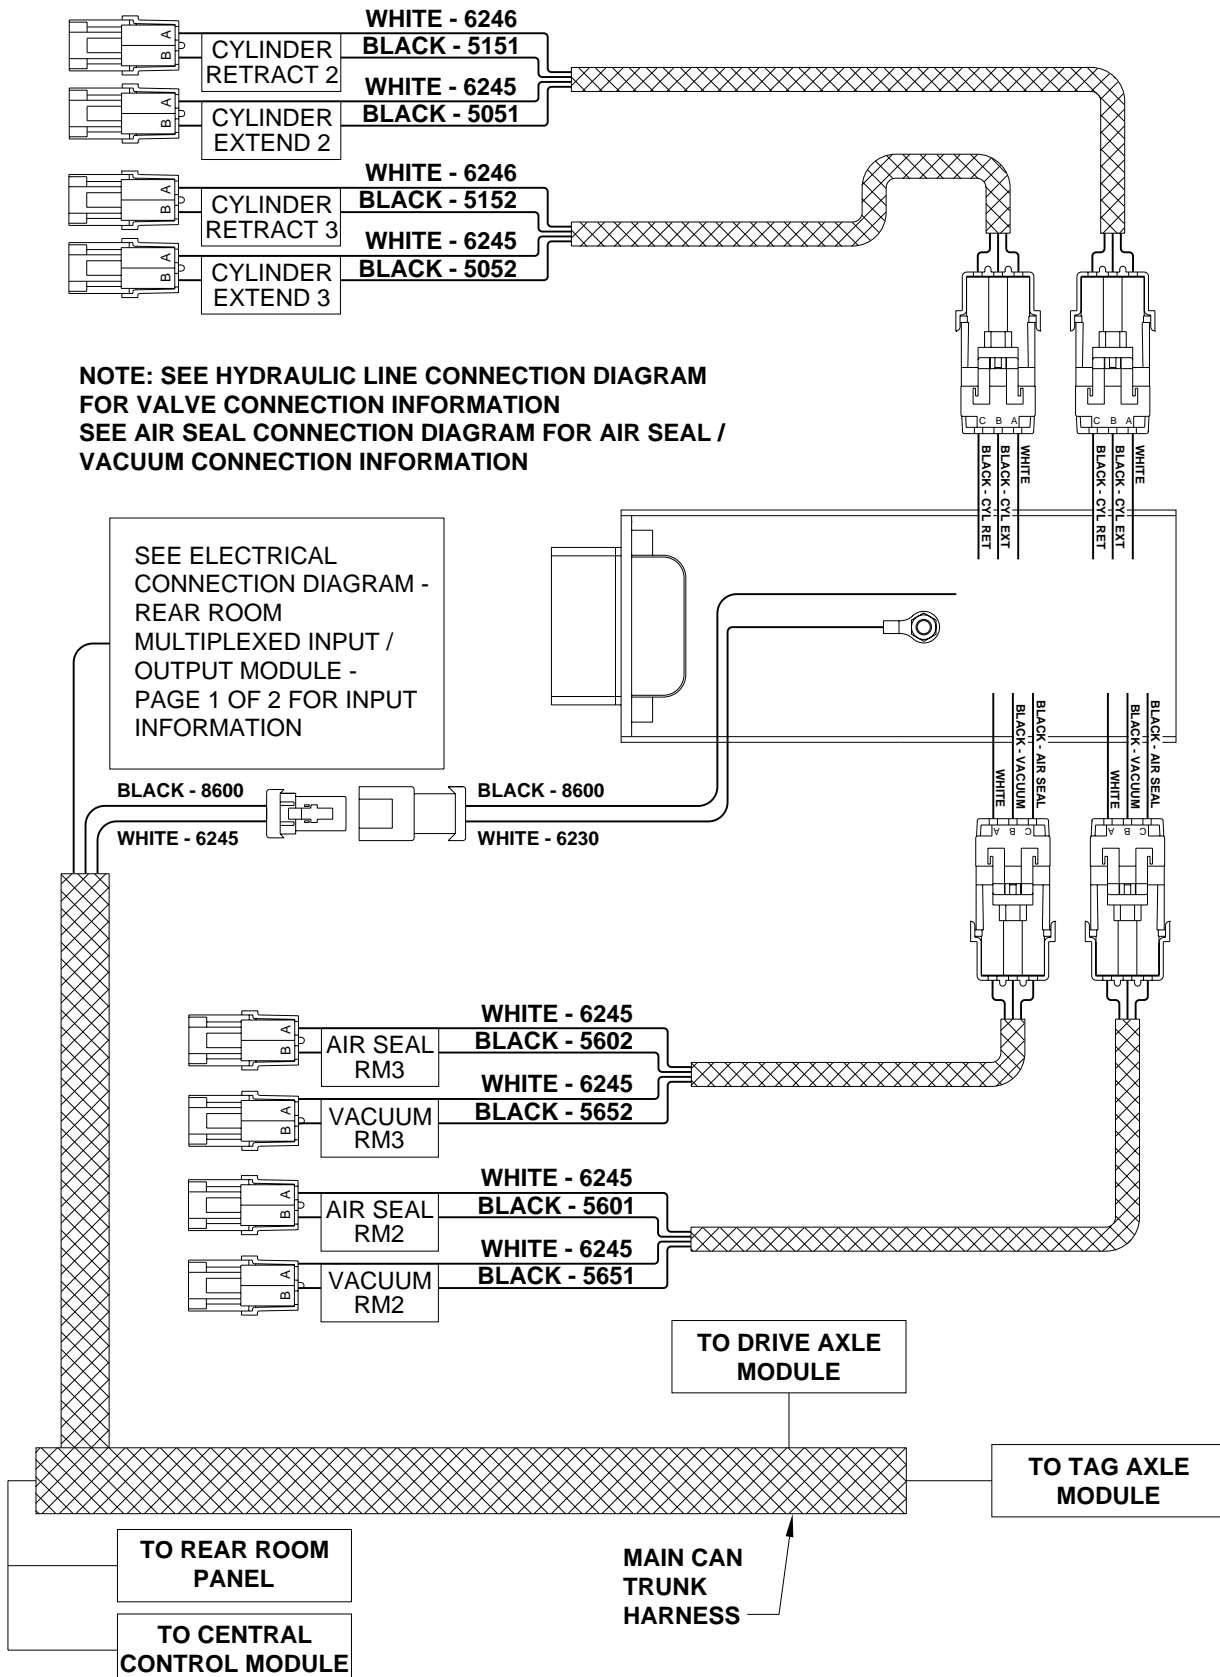 WHITE - 6246
A
B
CYLINDER
RETRACT 2
BLACK - 5151
WHITE - 6245
A
B
CYLINDER
EXTEND 2
BLACK - 5051
WHITE - 6246
A
B
CYLINDER
RETRACT 3
BLACK - 5152
WHITE - 6245
A
B
CYLINDER
EXTEND 3
BLACK - 5052
NOTE: SEE HYDRAULIC LINE CONNECTION DIAGRAM
FOR VALVE CONNECTION INFORMATION
SEE AIR SEAL CONNECTION DIAGRAM FOR AIR SEAL /
VACUUM CONNECTION INFORMATION
C B A
C B A
BLACK - CYL RET
BLACK - CYL EXT
WHITE
BLACK - CYL RET
BLACK - CYL EXT
WHITE
SEE ELECTRICAL
CONNECTION DIAGRAM -
REAR ROOM
MULTIPLEXED INPUT /
OUTPUT MODULE -
PAGE 1 OF 2 FOR INPUT
INFORMATION
WHITE
BLACK - VACUUM
BLACK - AIR SEAL
WHITE
BLACK - VACUUM
BLACK - AIR SEAL
A B C
A B C
BLACK - 8600
WHITE - 6245
BLACK - 8600
WHITE - 6230
WHITE - 6245
A
B
AIR SEAL
RM3
BLACK - 5602
WHITE - 6245
A
B
VACUUM
RM3
BLACK - 5652
WHITE - 6245
A
B
AIR SEAL
RM2
BLACK - 5601
WHITE - 6245
A
B
VACUUM
RM2
BLACK - 5651
TO DRIVE AXLE
MODULE
TO TAG AXLE
MODULE
MAIN CAN
TRUNK
HARNESS
TO REAR ROOM
PANEL
TO CENTRAL
CONTROL MODULE